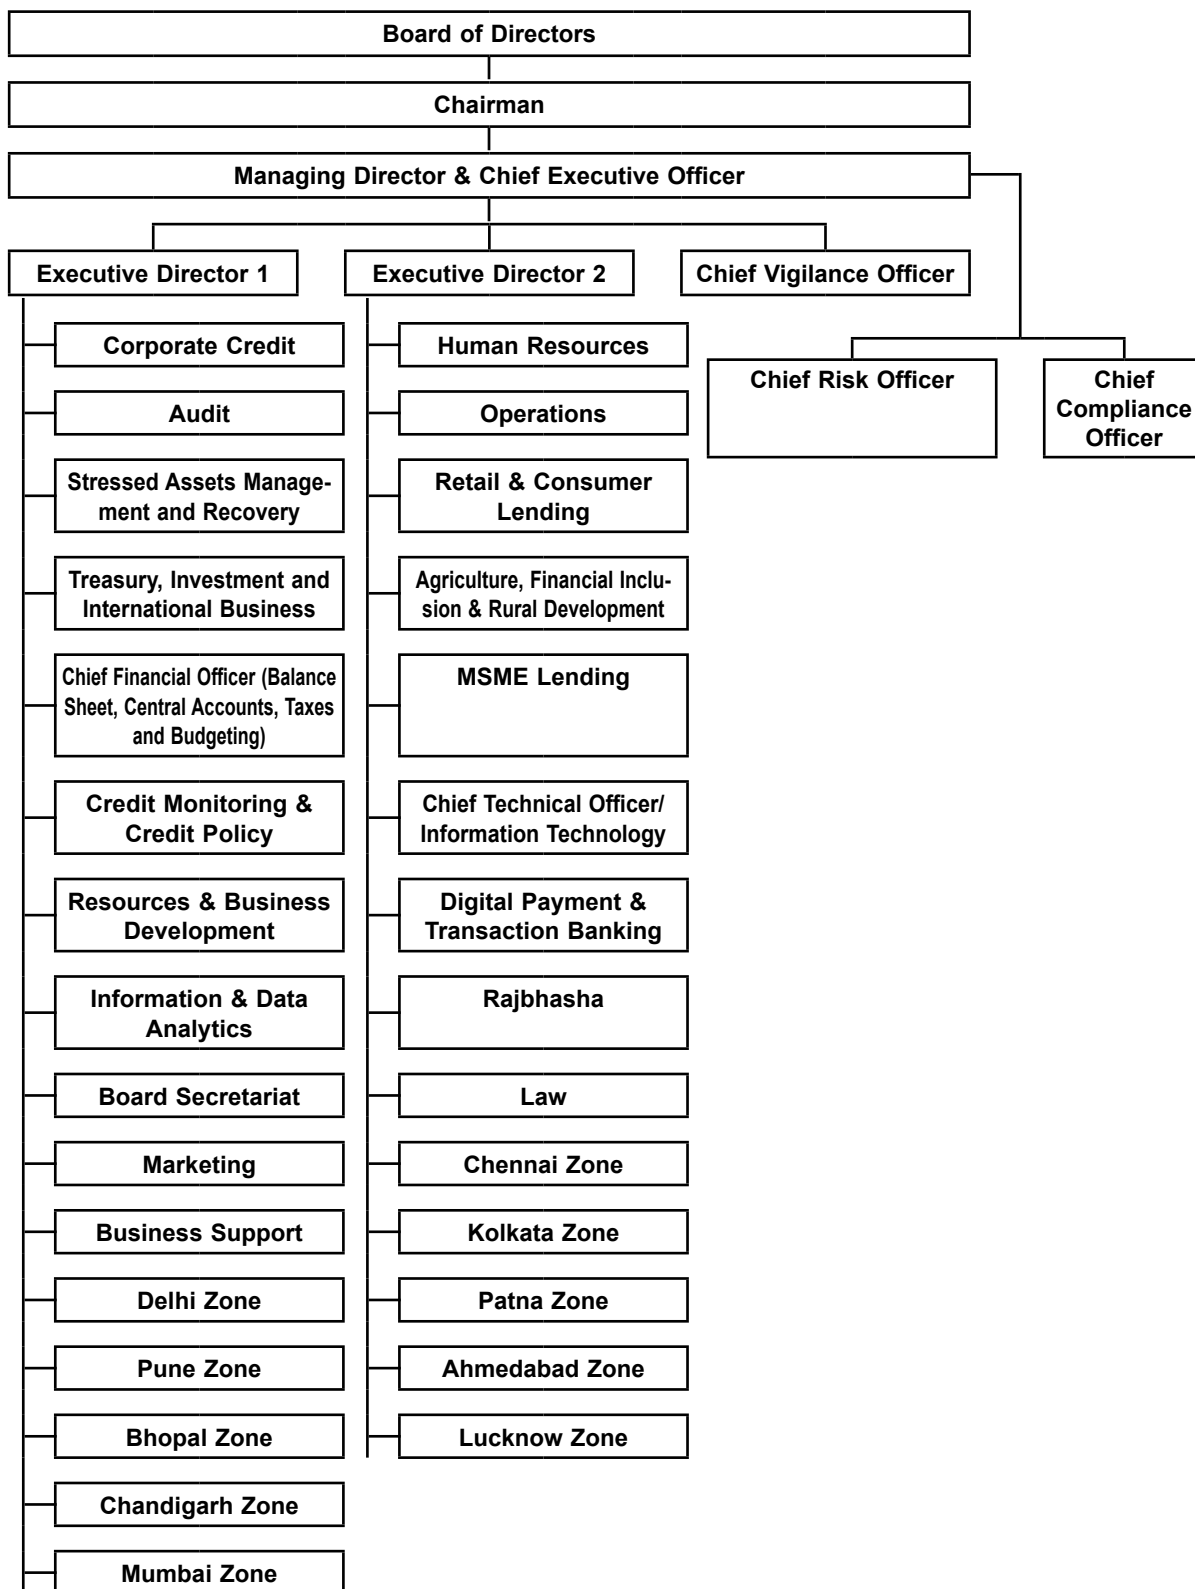 Board of Directors
Chairman
Managing Director & Chief Executive Officer
Executive Director 1
Executive Director 2
Chief Vigilance Officer
Corporate Credit
Audit
Stressed Assets Manage-
ment and Recovery
Treasury, Investment and
International Business
Chief Financial Officer (Balance
Sheet, Central Accounts, Taxes
and Budgeting)
Credit Monitoring &
Credit Policy
Resources & Business
Development
Information & Data
Analytics
Board Secretariat
Marketing
Business Support
Delhi Zone
Pune Zone
Bhopal Zone
Chandigarh Zone
Mumbai Zone
Human Resources
Operations
Retail & Consumer
Lending
Agriculture, Financial Inclu-
sion & Rural Development
MSME Lending
Chief Technical Officer/
Information Technology
Digital Payment &
Transaction Banking
Rajbhasha
Law
Chennai Zone
Kolkata Zone
Patna Zone
Ahmedabad Zone
Lucknow Zone
Chief Risk Officer
Chief
Compliance
Officer